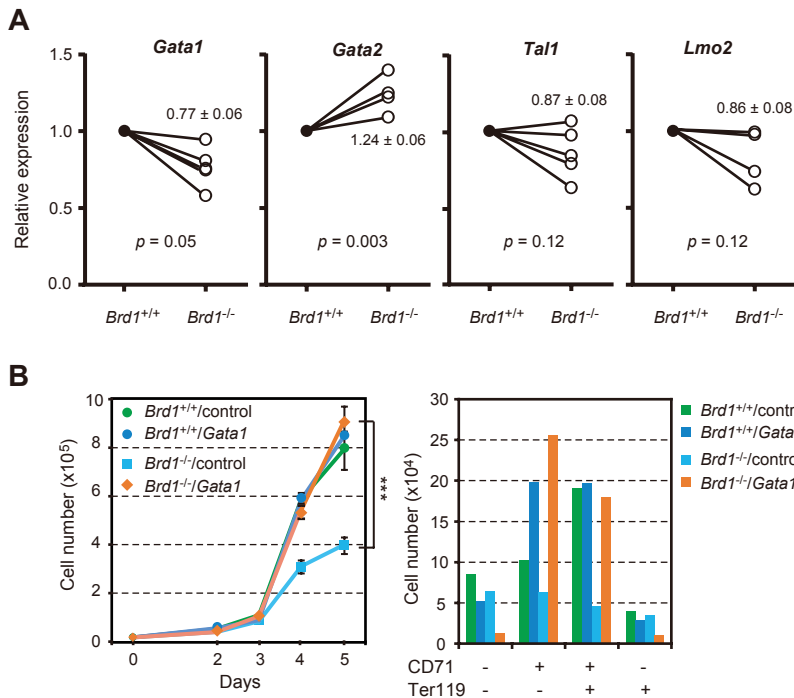 A
Gata1
Gata2
Tal1
Lmo2
Relative expression
1.5
1.0
0.5
0.0
0.77 ± 0.06
1.24 ± 0.06
0.87 ± 0.08
0.86 ± 0.08
p = 0.05
p = 0.003
p = 0.12
p = 0.12
Brd1+/+ Brd1-/-
Brd1+/+ Brd1-/-
Brd1+/+ Brd1-/-
Brd1+/+ Brd1-/-
B
Cell number (x10⁵)
10
8
6
4
2
0
Brd1+/+/control
Brd1+/+/Gata1
Brd1-/-/control
Brd1-/-/Gata1
***
0 2 3 4 5
Days
Cell number (x10⁴)
30
25
20
15
10
5
0
Brd1+/+/contro
Brd1+/+/Gata
Brd1-/-/contro
Brd1-/-/Gata1
CD71 - + + -
Ter119 - - + +